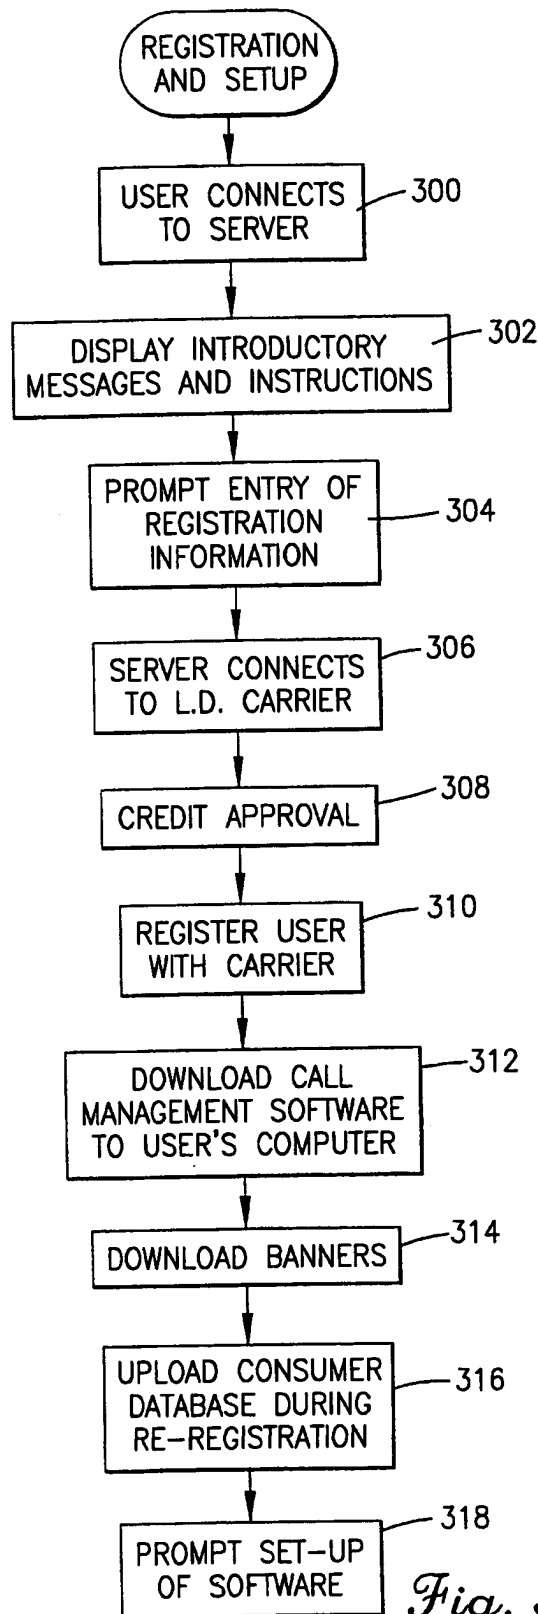 REGISTRATION
AND SETUP
USER CONNECTS
TO SERVER
300
DISPLAY INTRODUCTORY
MESSAGES AND INSTRUCTIONS
302
PROMPT ENTRY OF
REGISTRATION
INFORMATION
304
SERVER CONNECTS
TO L.D. CARRIER
306
CREDIT APPROVAL
308
REGISTER USER
WITH CARRIER
310
DOWNLOAD CALL
MANAGEMENT SOFTWARE
TO USER'S COMPUTER
312
DOWNLOAD BANNERS
314
UPLOAD CONSUMER
DATABASE DURING
RE-REGISTRATION
316
PROMPT SET-UP
OF SOFTWARE
318
Fig.